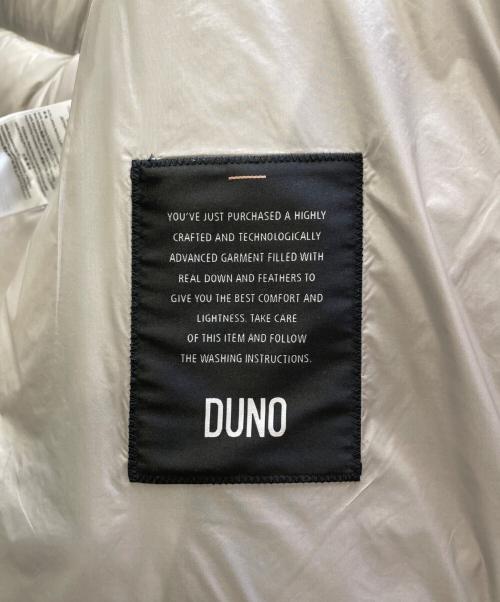 YOU'VE JUST PURCHASED A HIGHLY
CRAFTED AND TECHNOLOGICALLY
ADVANCED GARMENT FILLED WITH
REAL DOWN AND FEATHERS TO
GIVE YOU THE BEST COMFORT AND
LIGHTNESS. TAKE CARE
OF THIS ITEM AND FOLLOW
THE WASHING INSTRUCTIONS.
DUNO